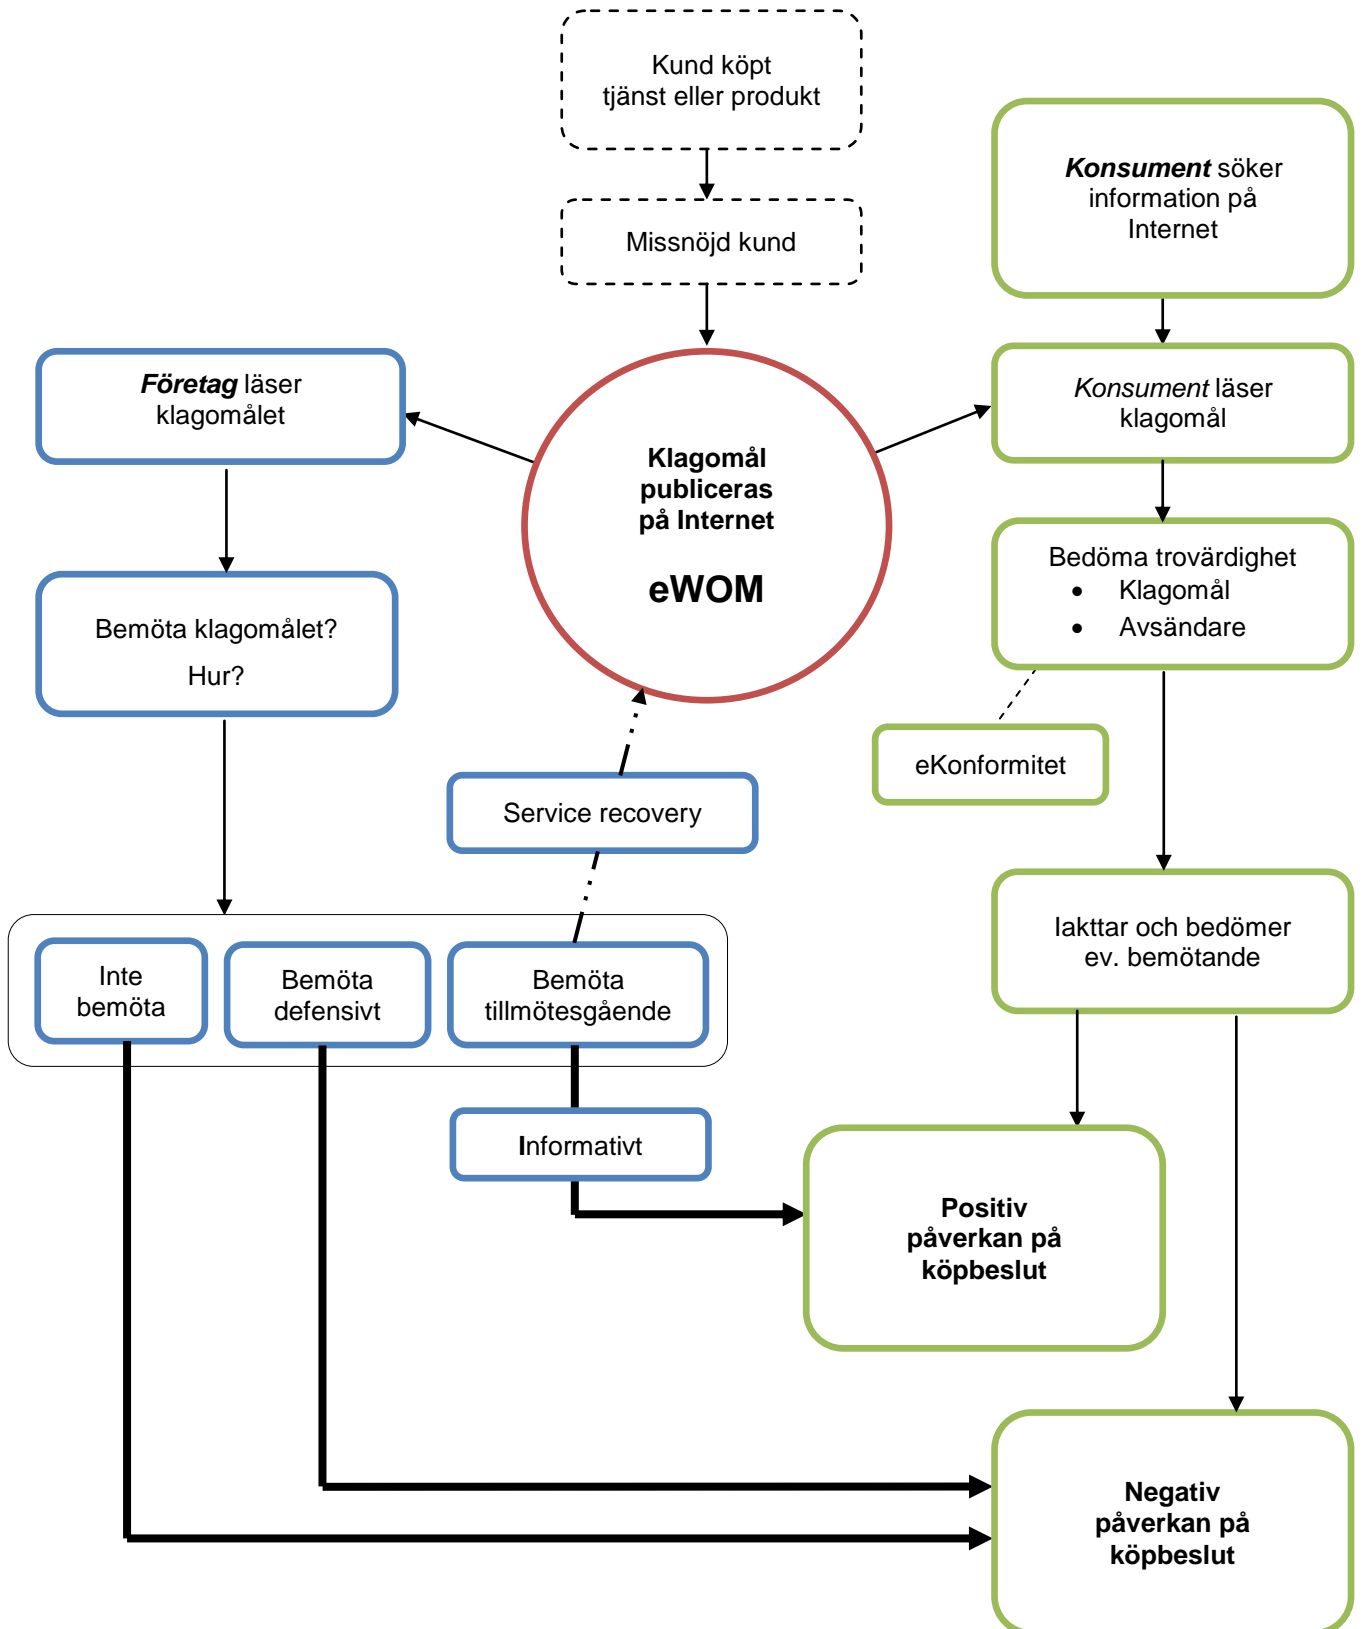 Kund köpt
tjänst eller produkt
Missnöjd kund
Konsument söker
information på
Internet
Företag läser
klagomålet
Klagomål
publiceras
på Internet
eWOM
Konsument läser
klagomål
Bedöma trovärdighet
• Klagomål
• Avsändare
Bemöta klagomålet?
Hur?
eKonformitet
Service recovery
Iakttar och bedömer
ev. bemötande
Inte
bemöta
Bemöta
defensivt
Bemöta
tillmötesgående
Informativt
Positiv
påverkan på
köpbeslut
Negativ
påverkan på
köpbeslut